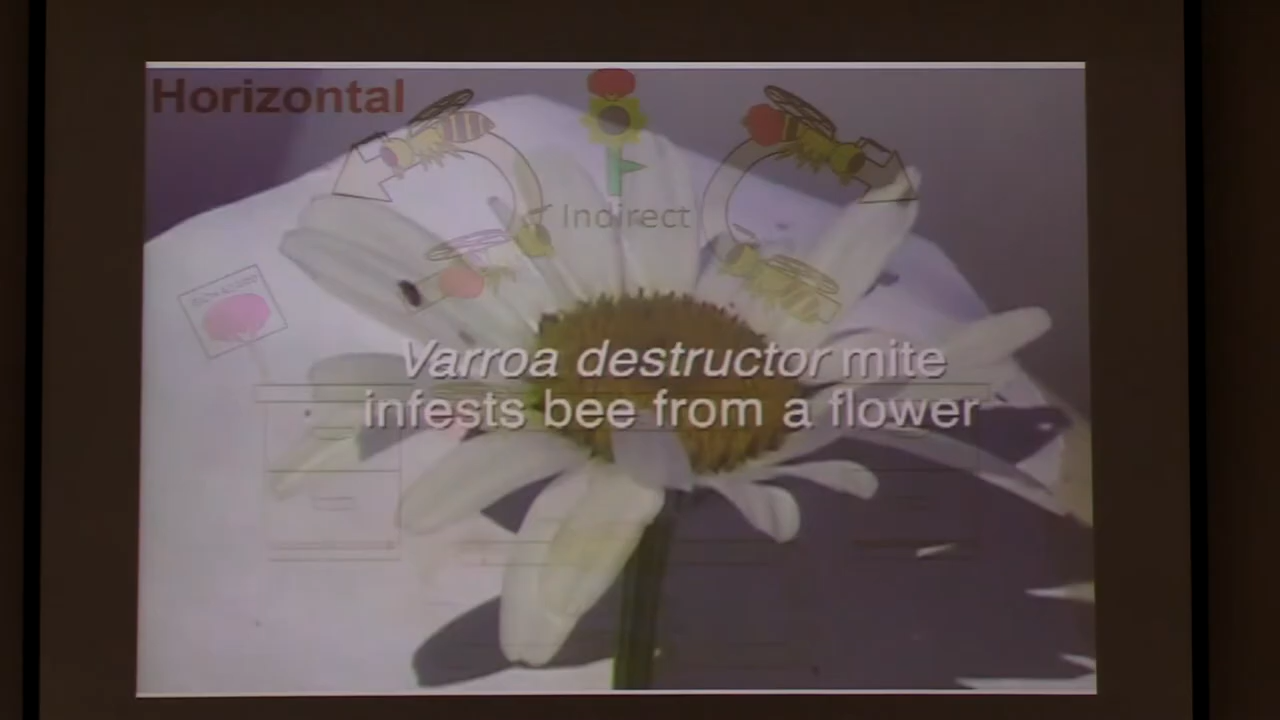 Horizontal
Indirect
Varroa destructor mite
infests bee from a flower